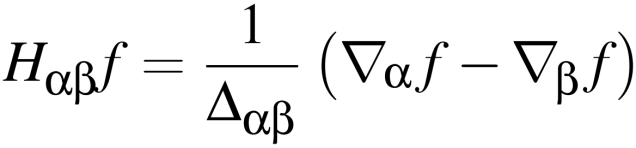 H_{αβ}f = \frac{1}{Δ_{αβ}} (∇_α f − ∇_β f)